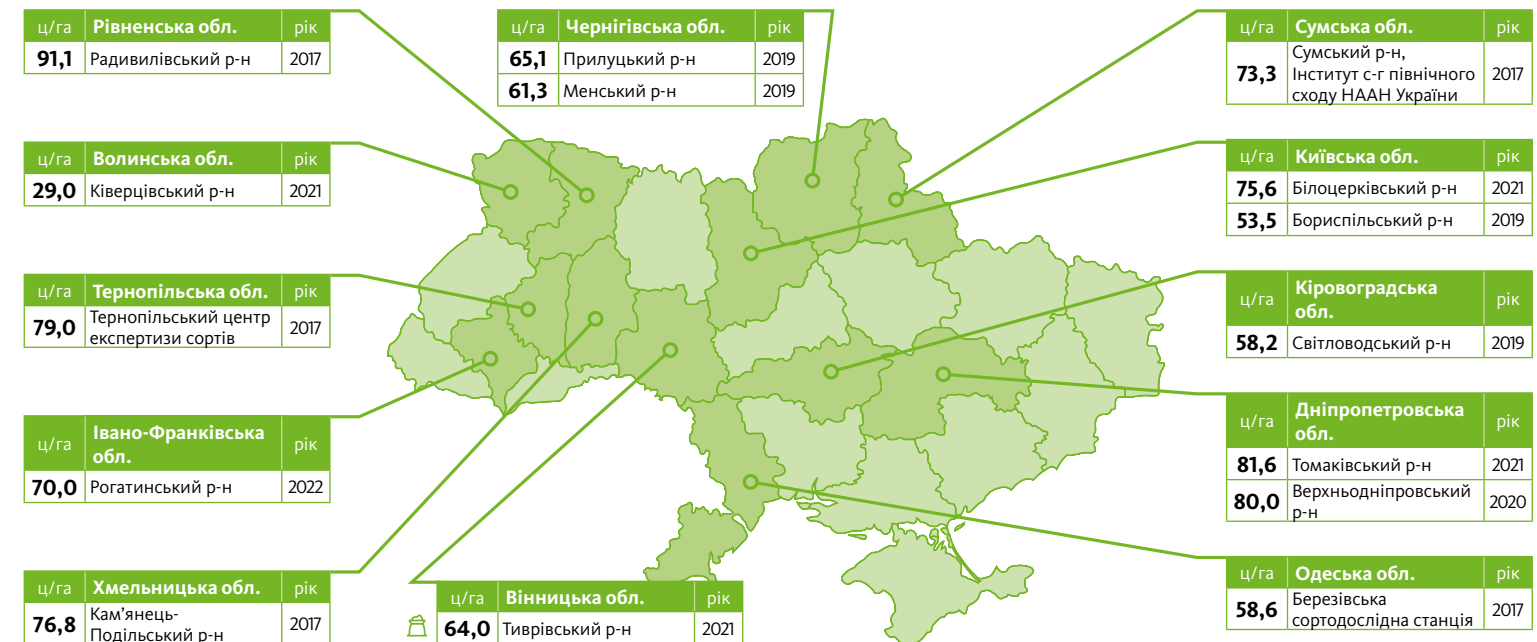 ц/га Рівненська обл. рік
91,1 Радивилівський р-н 2017
ц/га Чернігівська обл. рік
65,1 Прилуцький р-н 2019
61,3 Менський р-н 2019
ц/га Сумська обл. рік
Сумський р-н,
73,3 Інститут с-г північного 2017
сходу НААН України
ц/га Волинська обл. рік
29,0 Ківерцівський р-н 2021
ц/га Київська обл. рік
75,6 Білоцерківський р-н 2021
53,5 Бориспільський р-н 2019
ц/га Тернопільська обл. рік
79,0 Тернопільський центр 2017
експертизи сортів
ц/га Кіровоградська рік
обл.
58,2 Світловодський р-н 2019
ц/га Івано-Франківська рік
обл.
70,0 Рогатинський р-н 2022
ц/га Дніпропетровська рік
обл.
81,6 Томаківський р-н 2021
80,0 Верхньодніпровський 2020
р-н
ц/га Хмельницька обл. рік
76,8 Кам’янець- 2017
Подільський р-н
ц/га Вінницька обл. рік
64,0 Тиврівський р-н 2021
ц/га Одеська обл. рік
58,6 Березівська 2017
сортодослідна станція